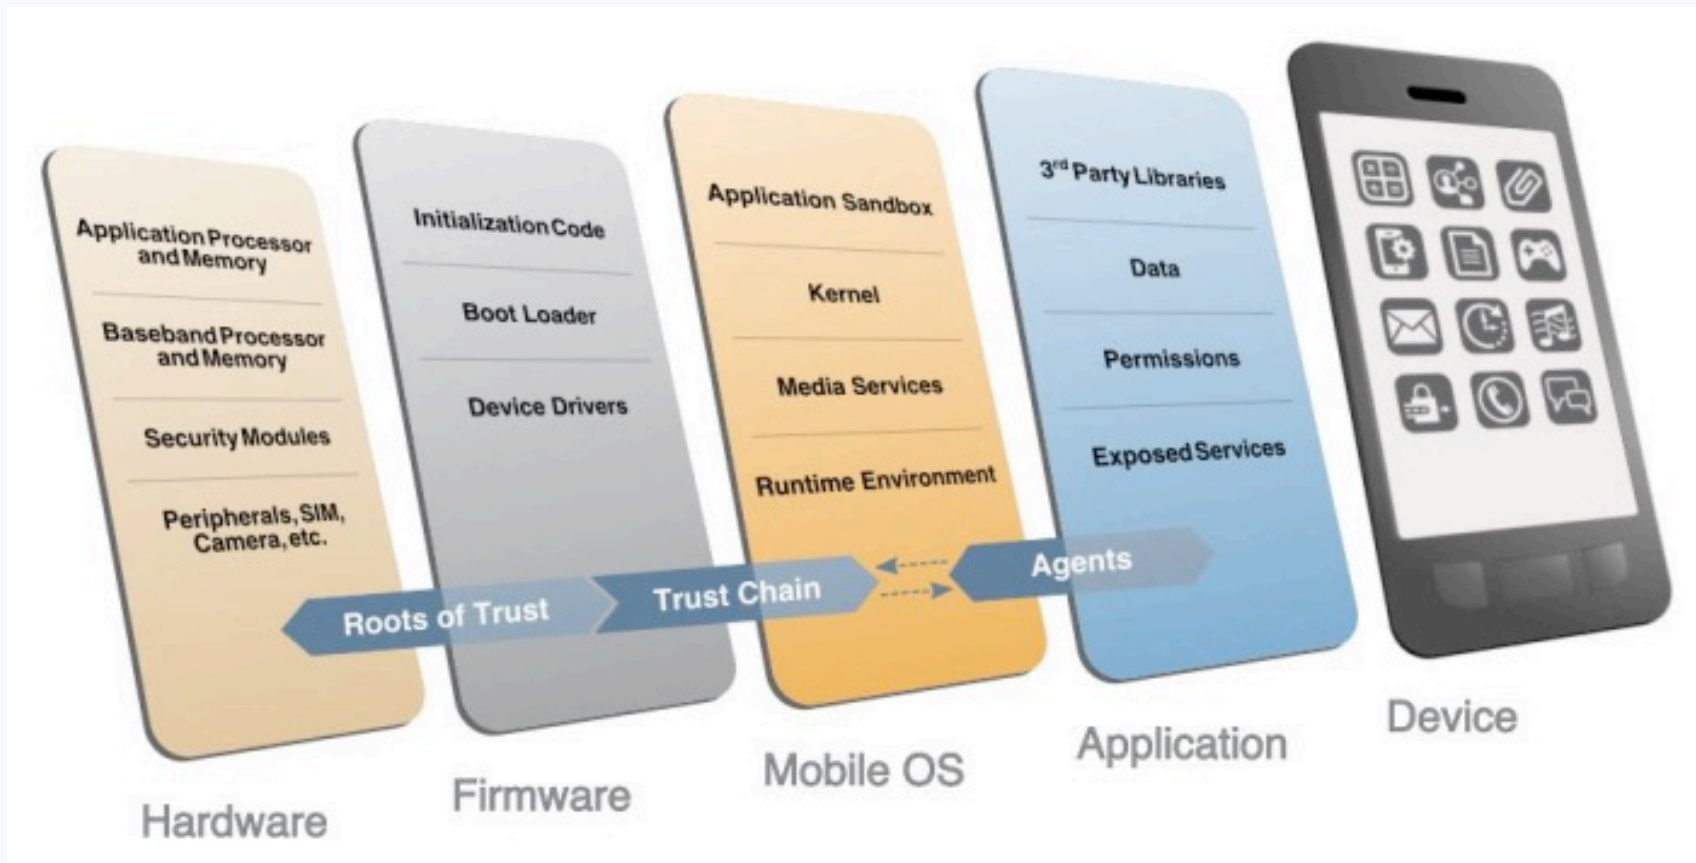 Application Processor
and Memory
Baseband Processor
and Memory
Security Modules
Peripherals, SIM,
Camera, etc.
Hardware
Initialization Code
Boot Loader
Device Drivers
Firmware
Application Sandbox
Kernel
Media Services
Runtime Environment
Mobile OS
3rd Party Libraries
Data
Permissions
Exposed Services
Application
Roots of Trust
Trust Chain
Agents
Device